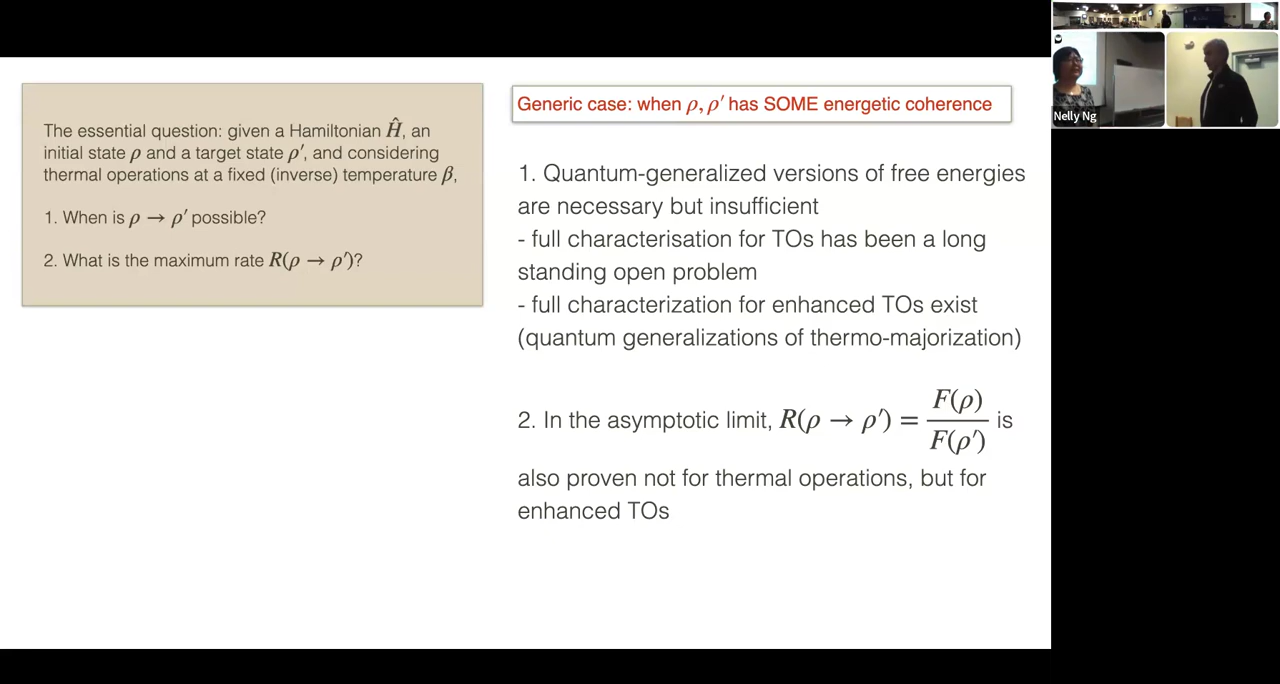 The essential question: given a Hamiltonian Ĥ, an
initial state ρ and a target state ρ′, and considering
thermal operations at a fixed (inverse) temperature β,
1. When is ρ → ρ′ possible?
2. What is the maximum rate R(ρ → ρ′)?
Generic case: when ρ, ρ′ has SOME energetic coherence
1. Quantum-generalized versions of free energies
are necessary but insufficient
- full characterisation for TOs has been a long
standing open problem
- full characterization for enhanced TOs exist
(quantum generalizations of thermo-majorization)
2. In the asymptotic limit, R(ρ → ρ′) = F(ρ)/F(ρ′) is
also proven not for thermal operations, but for
enhanced TOs
Nelly Ng